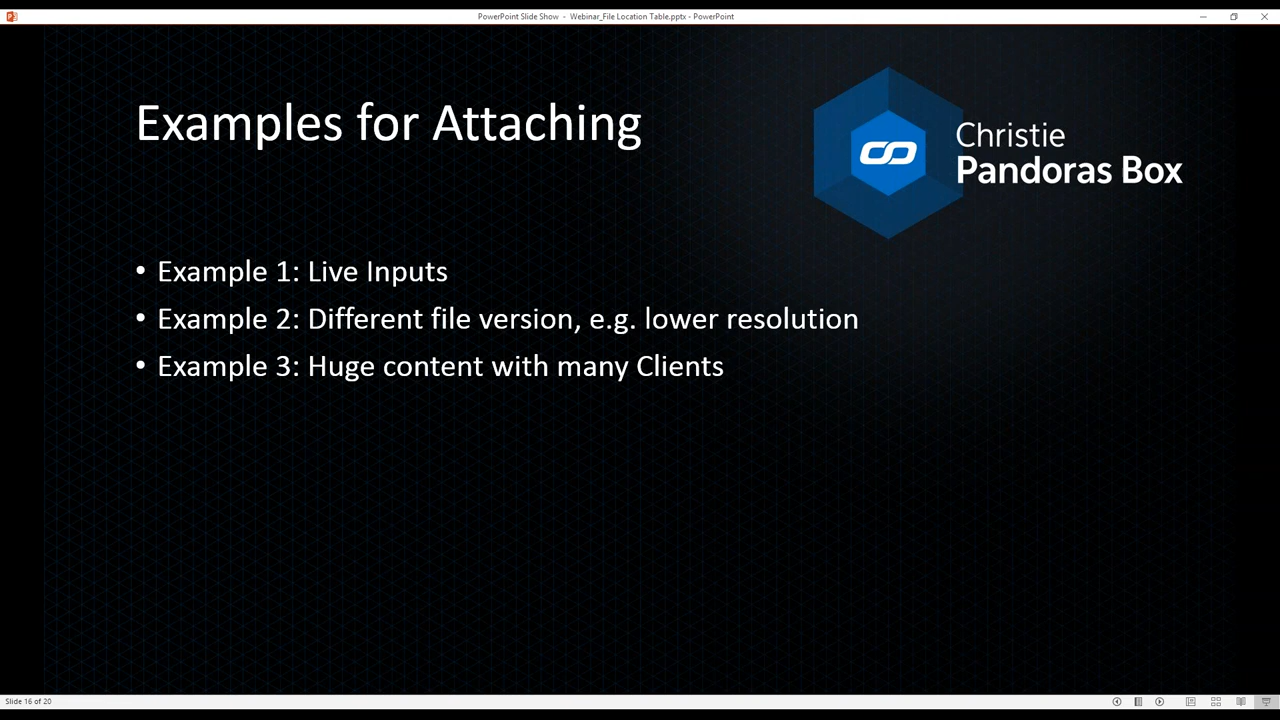 PowerPoint Slide Show - Webinar_File Location Table.pptx - PowerPoint
Examples for Attaching
Christie
Pandoras Box
• Example 1: Live Inputs
• Example 2: Different file version, e.g. lower resolution
• Example 3: Huge content with many Clients
Slide 16 of 20